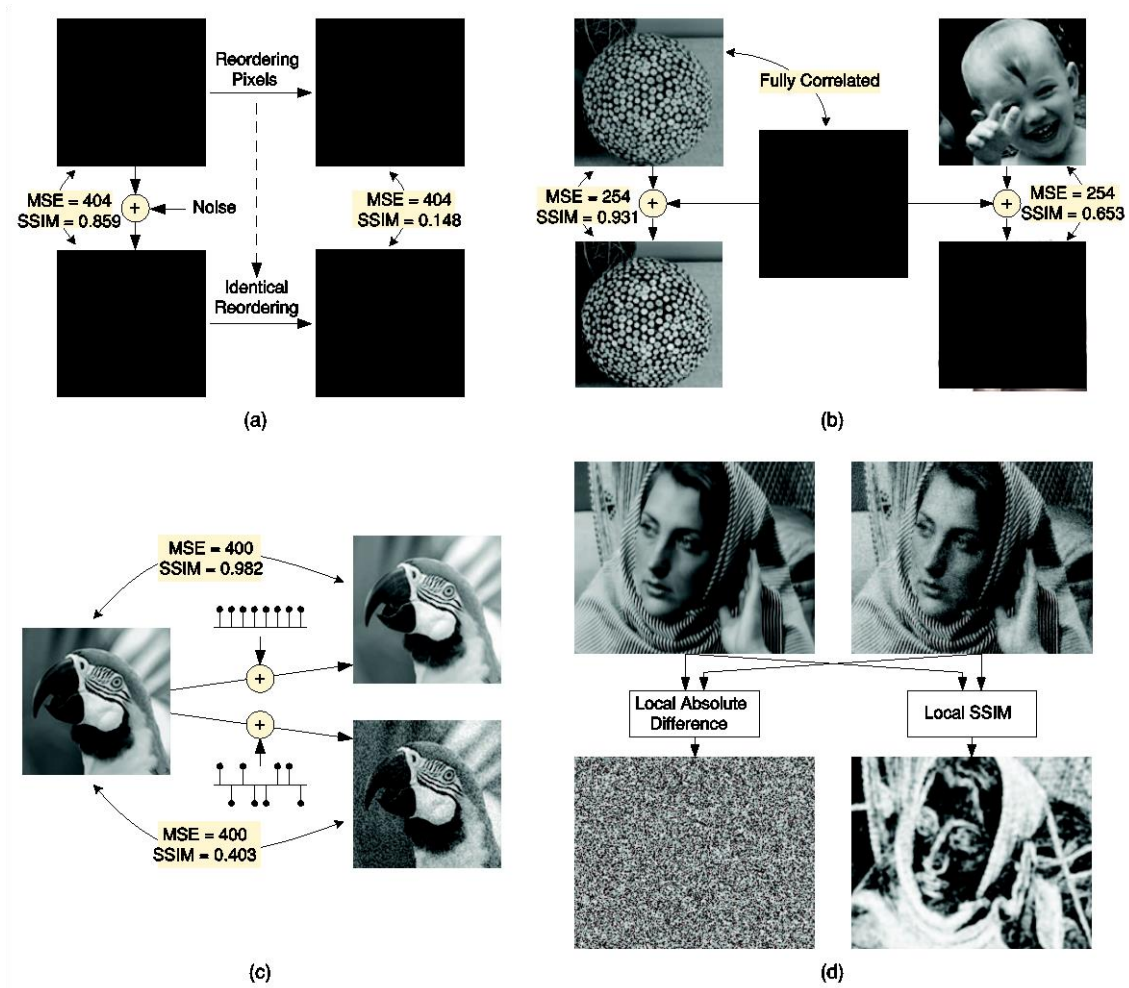 Reordering
Pixels
MSE = 404
SSIM = 0.859
+
Noise
MSE = 404
SSIM = 0.148
Identical
Reordering
(a)
Fully Correlated
MSE = 254
SSIM = 0.931
+
+
MSE = 254
SSIM = 0.653
(b)
MSE = 400
SSIM = 0.982
+
+
MSE = 400
SSIM = 0.403
(c)
Local Absolute
Difference
Local SSIM
(d)